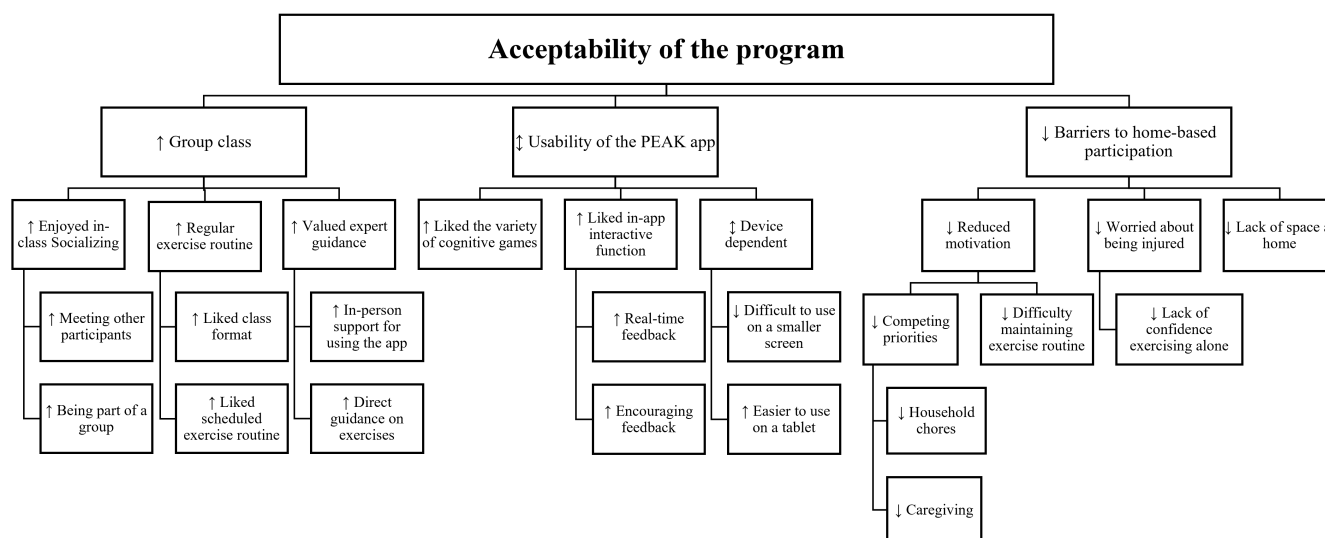 Acceptability of the program
↑ Group class
↕ Usability of the PEAK app
↓ Barriers to home-based
participation
↑ Enjoyed in-
class Socializing
↑ Regular
exercise routine
↑ Valued expert
guidance
↑ Liked the variety
of cognitive games
↑ Liked in-app
interactive
function
↕ Device
dependent
↓ Reduced
motivation
↓ Worried about
being injured
↓ Lack of space a
home
↑ Meeting other
participants
↑ Liked class
format
↑ In-person
support for
using the app
↑ Real-time
feedback
↓ Difficult to use
on a smaller
screen
↓ Competing
priorities
↓ Difficulty
maintaining
exercise routine
↓ Lack of
confidence
exercising alone
↑ Being part of a
group
↑ Liked
scheduled
exercise routine
↑ Direct
guidance on
exercises
↑ Encouraging
feedback
↑ Easier to use
on a tablet
↓ Household
chores
↓ Caregiving